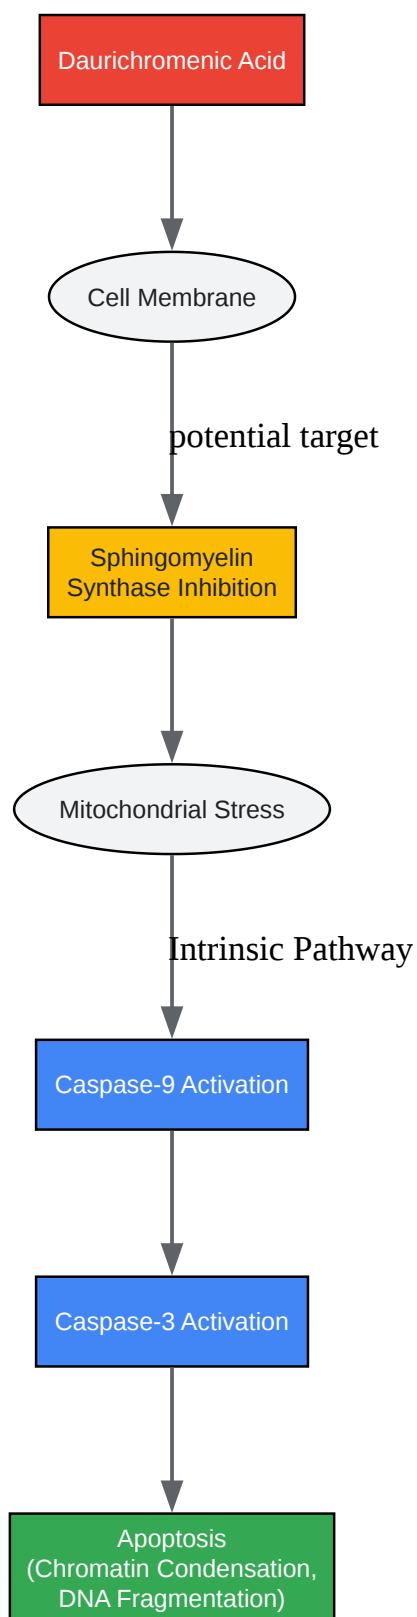 Daurichromenic Acid
Cell Membrane
potential target
Sphingomyelin
Synthase Inhibition
Mitochondrial Stress
Intrinsic Pathway
Caspase-9 Activation
Caspase-3 Activation
Apoptosis
(Chromatin Condensation,
DNA Fragmentation)